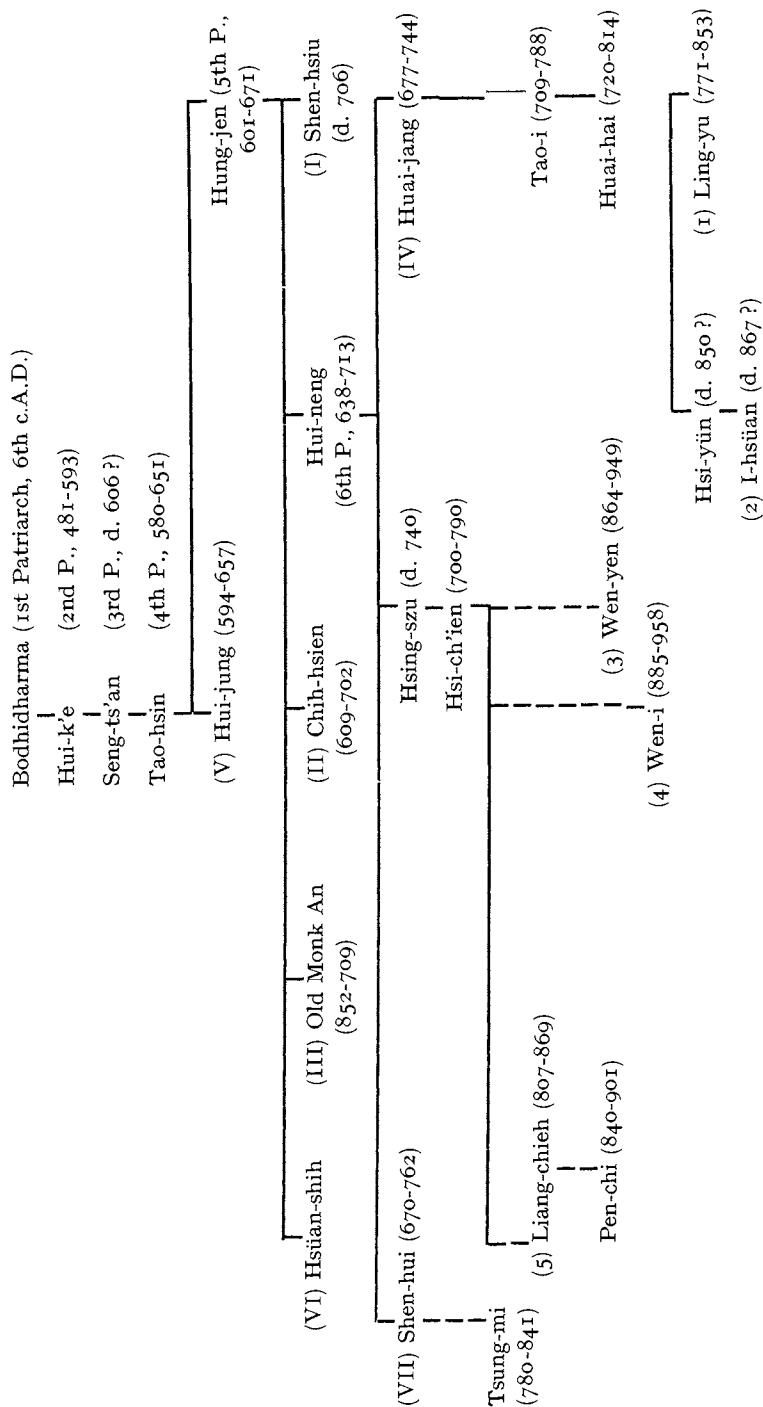 Bodhidharma (1st Patriarch, 6th c.A.D.)
Hui-k'e (2nd P., 481-593)
Seng-ts'an (3rd P., d. 606 ?)
Tao-hsin (4th P., 580-651)
(V) Hui-jung (594-657)
Hung-jen (5th P.,
601-671)
(VI) Hsüan-shih
(III) Old Monk An
(852-709)
(II) Chih-hsien
(609-702)
Hui-neng
(6th P., 638-713)
(I) Shen-hsiu
(d. 706)
(VII) Shen-hui (670-762)
Hsing-szu (d. 740)
(IV) Huai-jang (677-744)
Tsung-mi
(780-841)
Hsi-ch'ien (700-790)
Tao-i (709-788)
(5) Liang-chieh (807-869)
Pen-chi (840-901)
(3) Wen-yen (864-949)
Huai-hai (720-814)
(4) Wen-i (885-958)
Hsi-yün (d. 850 ?)
(1) Ling-yu (771-853)
(2) I-hsüan (d. 867 ?)